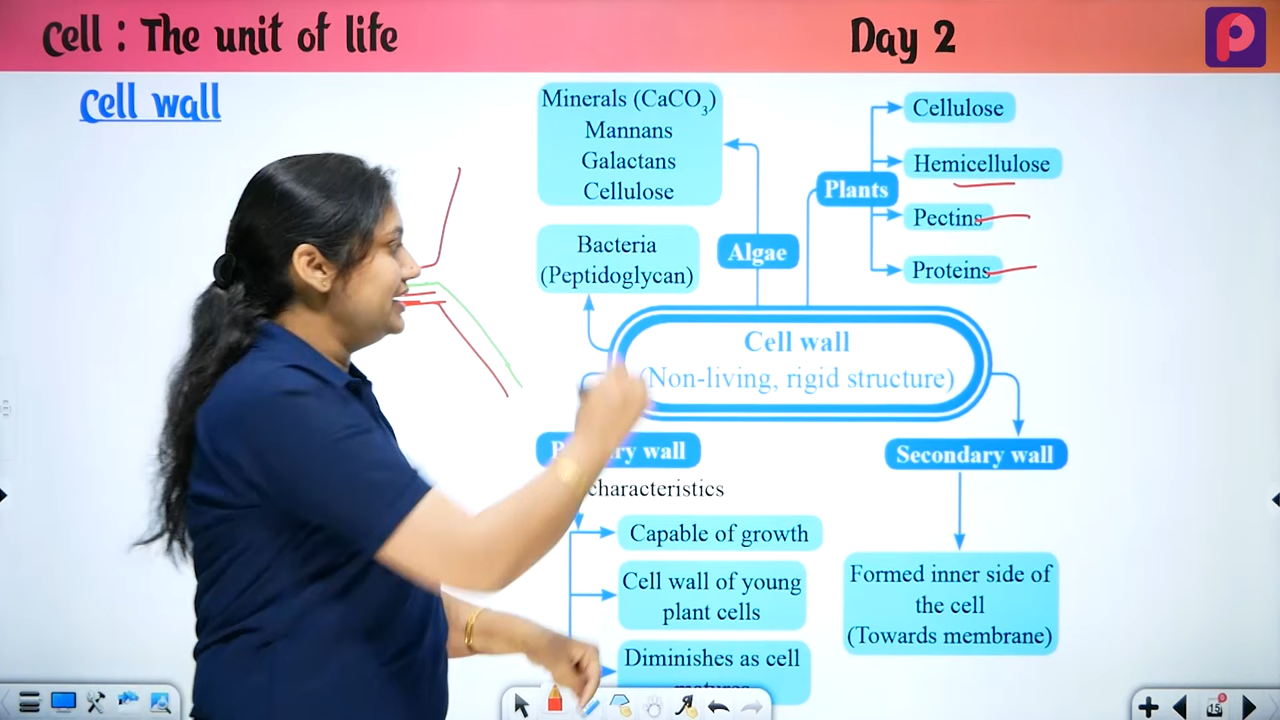 Cell : The unit of life
Day 2
Cell wall
Minerals (CaCO3)
Mannans
Galactans
Cellulose
Bacteria
(Peptidoglycan)
Algae
Plants
Cellulose
Hemicellulose
Pectins
Proteins
Cell wall
(Non-living, rigid structure)
wall
characteristics
Capable of growth
Cell wall of young
plant cells
Diminishes as cell
Secondary wall
Formed inner side of
the cell
(Towards membrane)
15